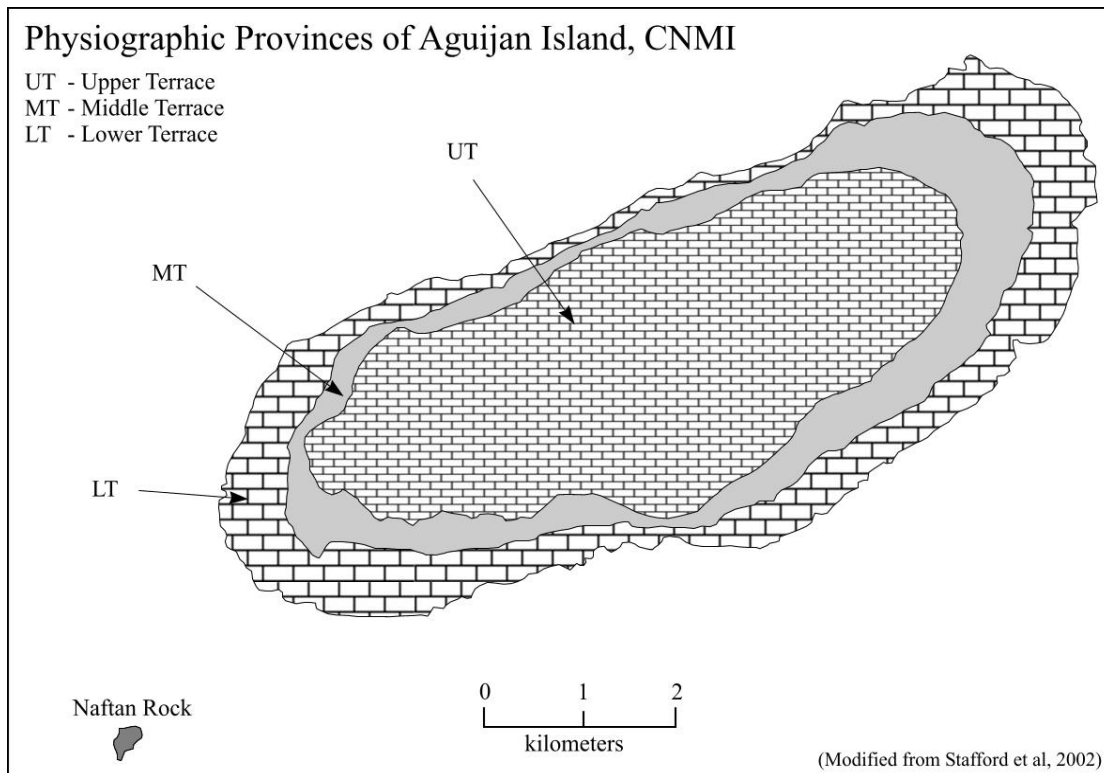 Physiographic Provinces of Aguijan Island, CNMI
UT - Upper Terrace
MT - Middle Terrace
LT - Lower Terrace
UT
MT
LT
Naftan Rock
0 1 2
kilometers
(Modified from Stafford et al, 2002)